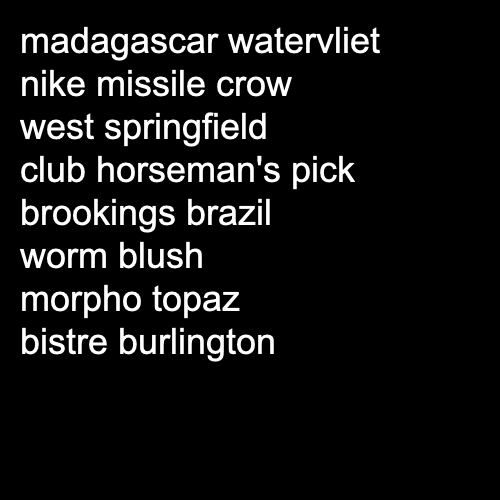 madagascar watervliet
nike missile crow
west springfield
club horseman's pick
brookings brazil
worm blush
morpho topaz
bistre burlington